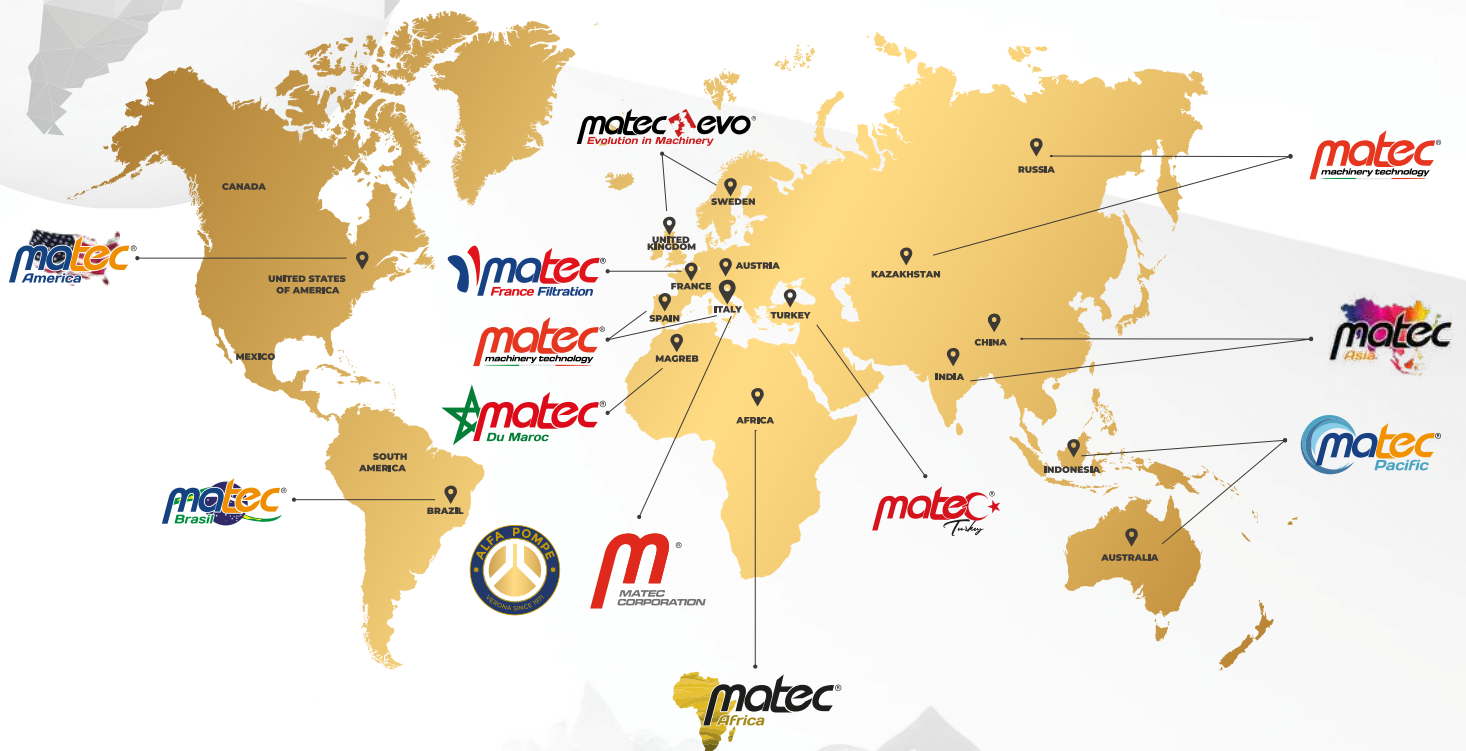 matec evo®
Evolution in Machinery
RUSSIA
matec®
machinery technology
CANADA
SWEDEN
UNITED
KINGDOM
matec®
America
UNITED STATES
OF AMERICA
matec®
France Filtration
AUSTRIA
FRANCE
KAZAKHSTAN
ITALY
SPAIN
TURKEY
matec®
machinery technology
CHINA
matec
Asia
MEXICO
MAGREB
INDIA
matec®
Du Maroc
AFRICA
SOUTH
AMERICA
INDONESIA
matec®
Pacific
matec®
Brasil
BRAZIL
matec®
Turkey
ALFA POMPE
VERONA SINCE 1971
m®
MATEC
CORPORATION
AUSTRALIA
matec®
Africa